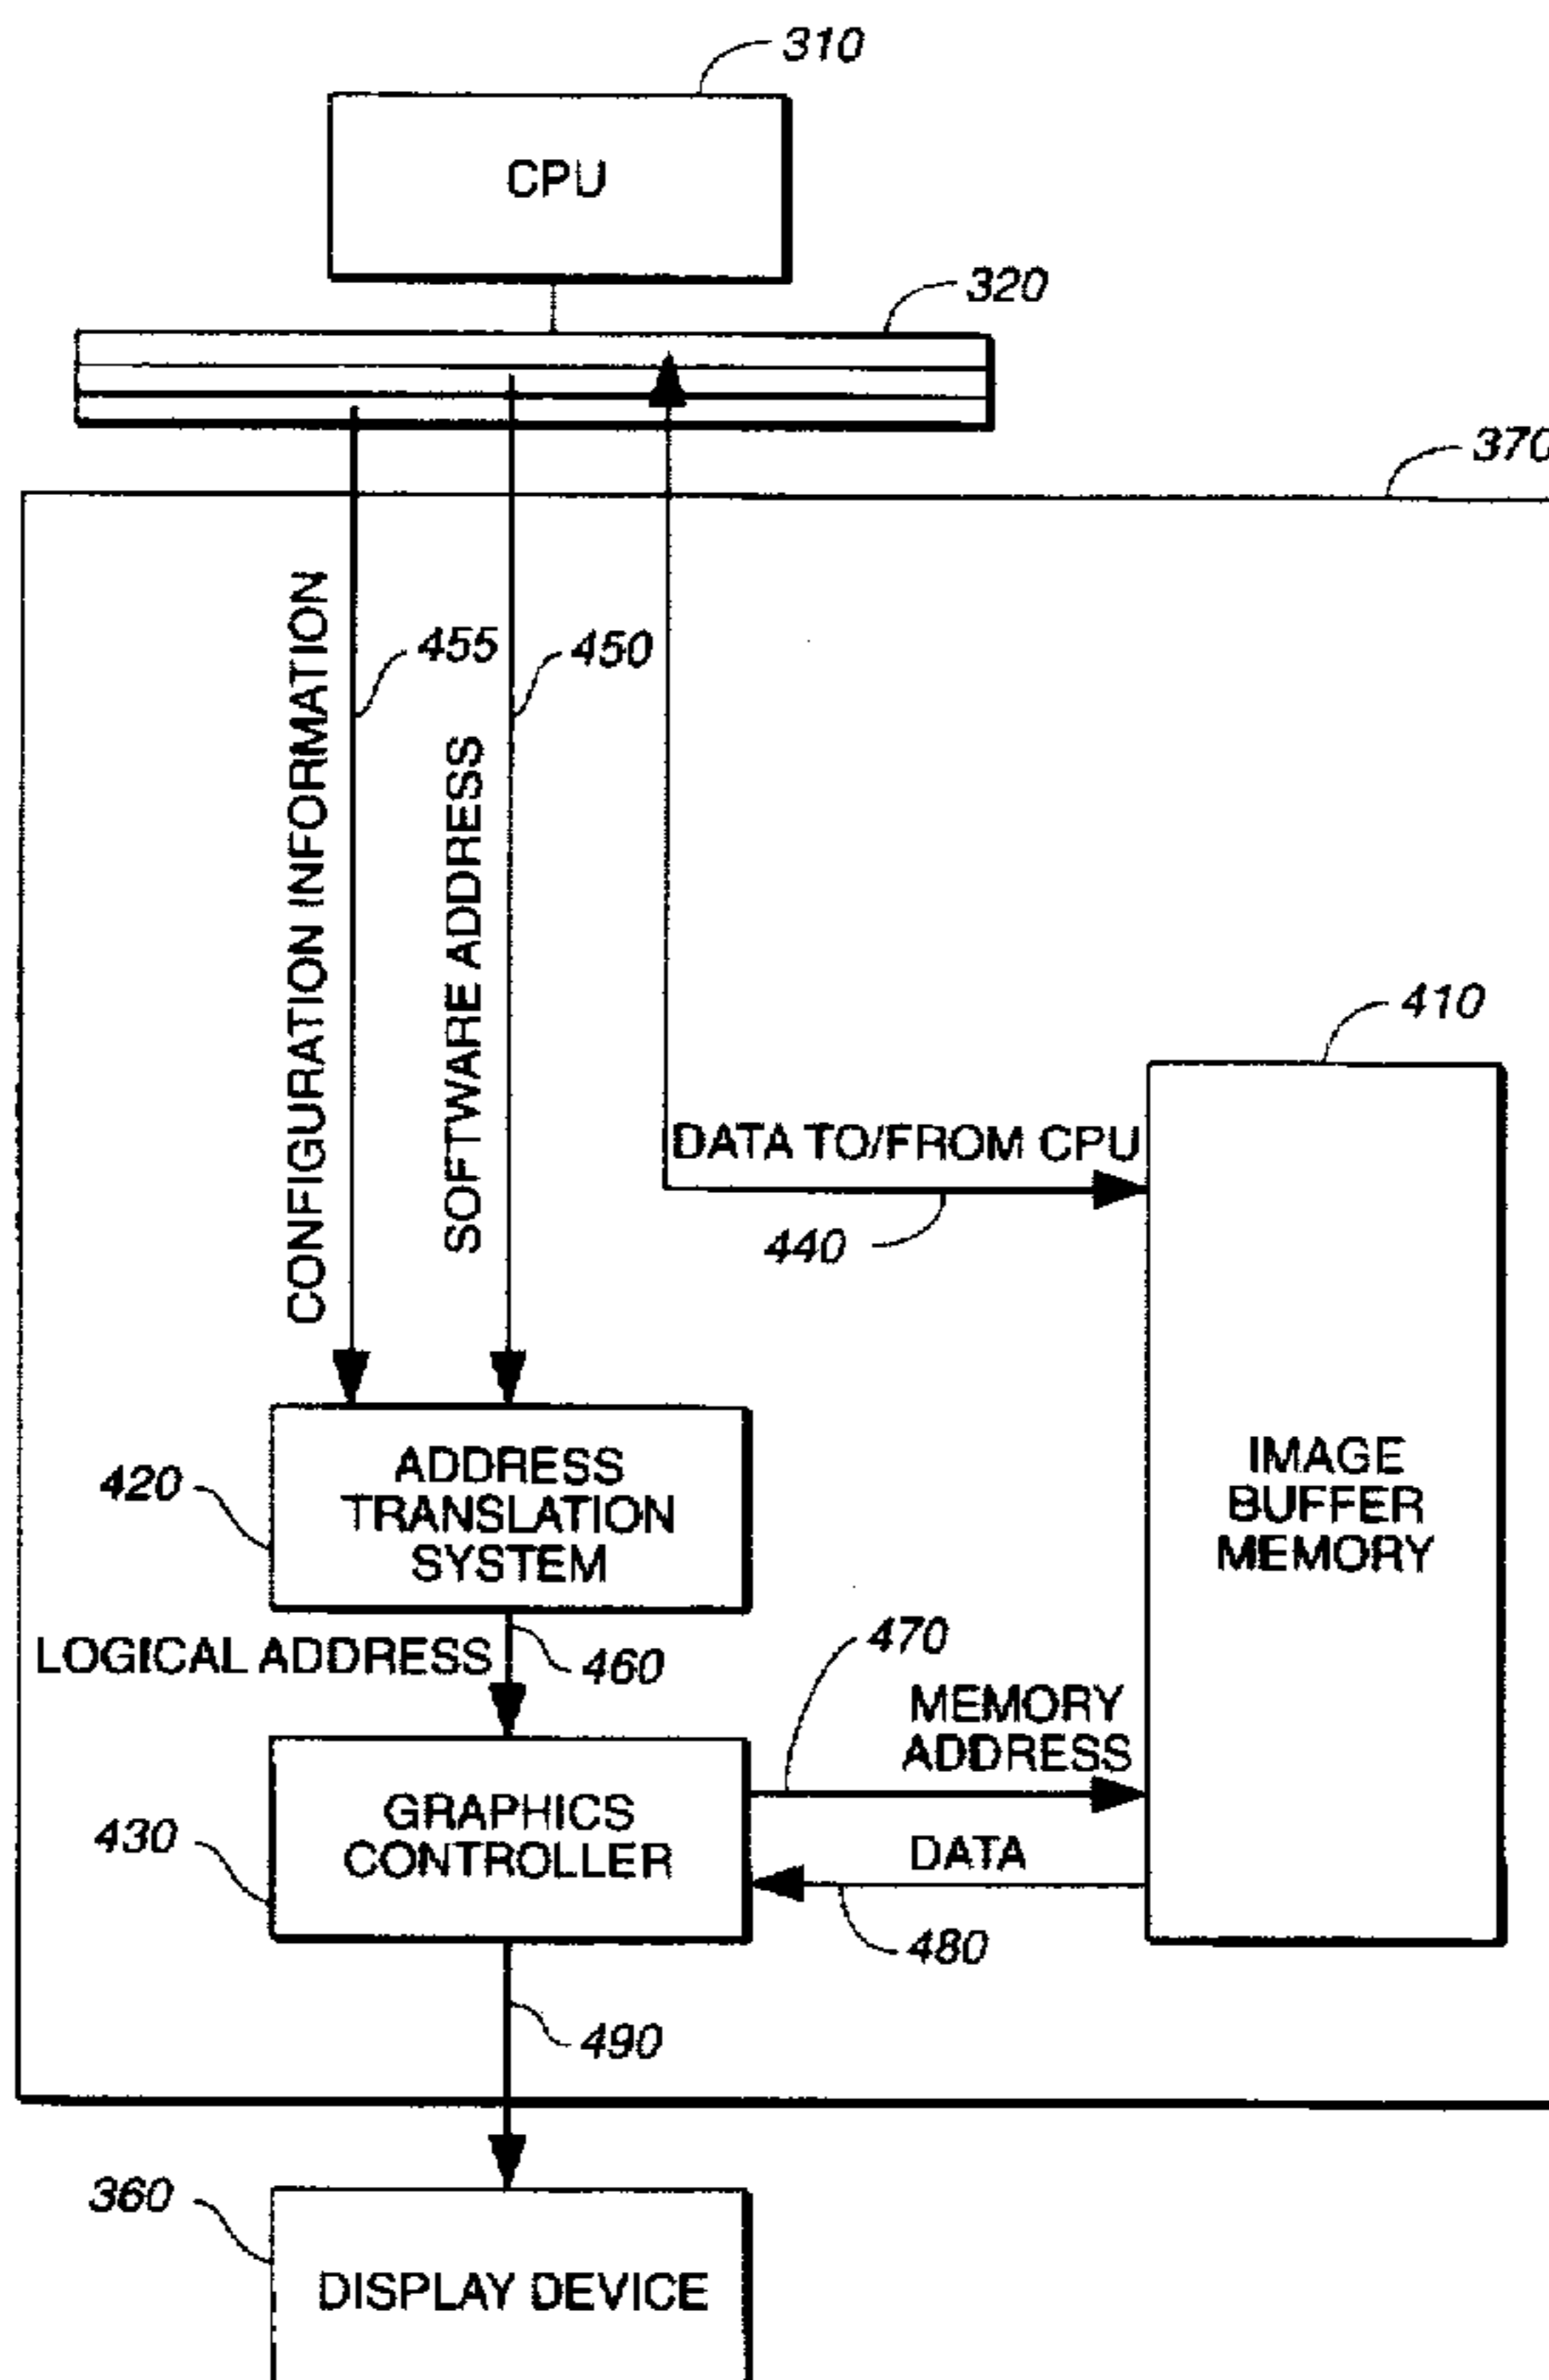 310
CPU
320
370
CONFIGURATION INFORMATION
455
SOFTWARE ADDRESS
450
410
DATA TO/FROM CPU
440
IMAGE
BUFFER
MEMORY
420
ADDRESS
TRANSLATION
SYSTEM
LOGICAL ADDRESS
460
470
MEMORY
ADDRESS
430
GRAPHICS
CONTROLLER
DATA
480
490
360
DISPLAY DEVICE